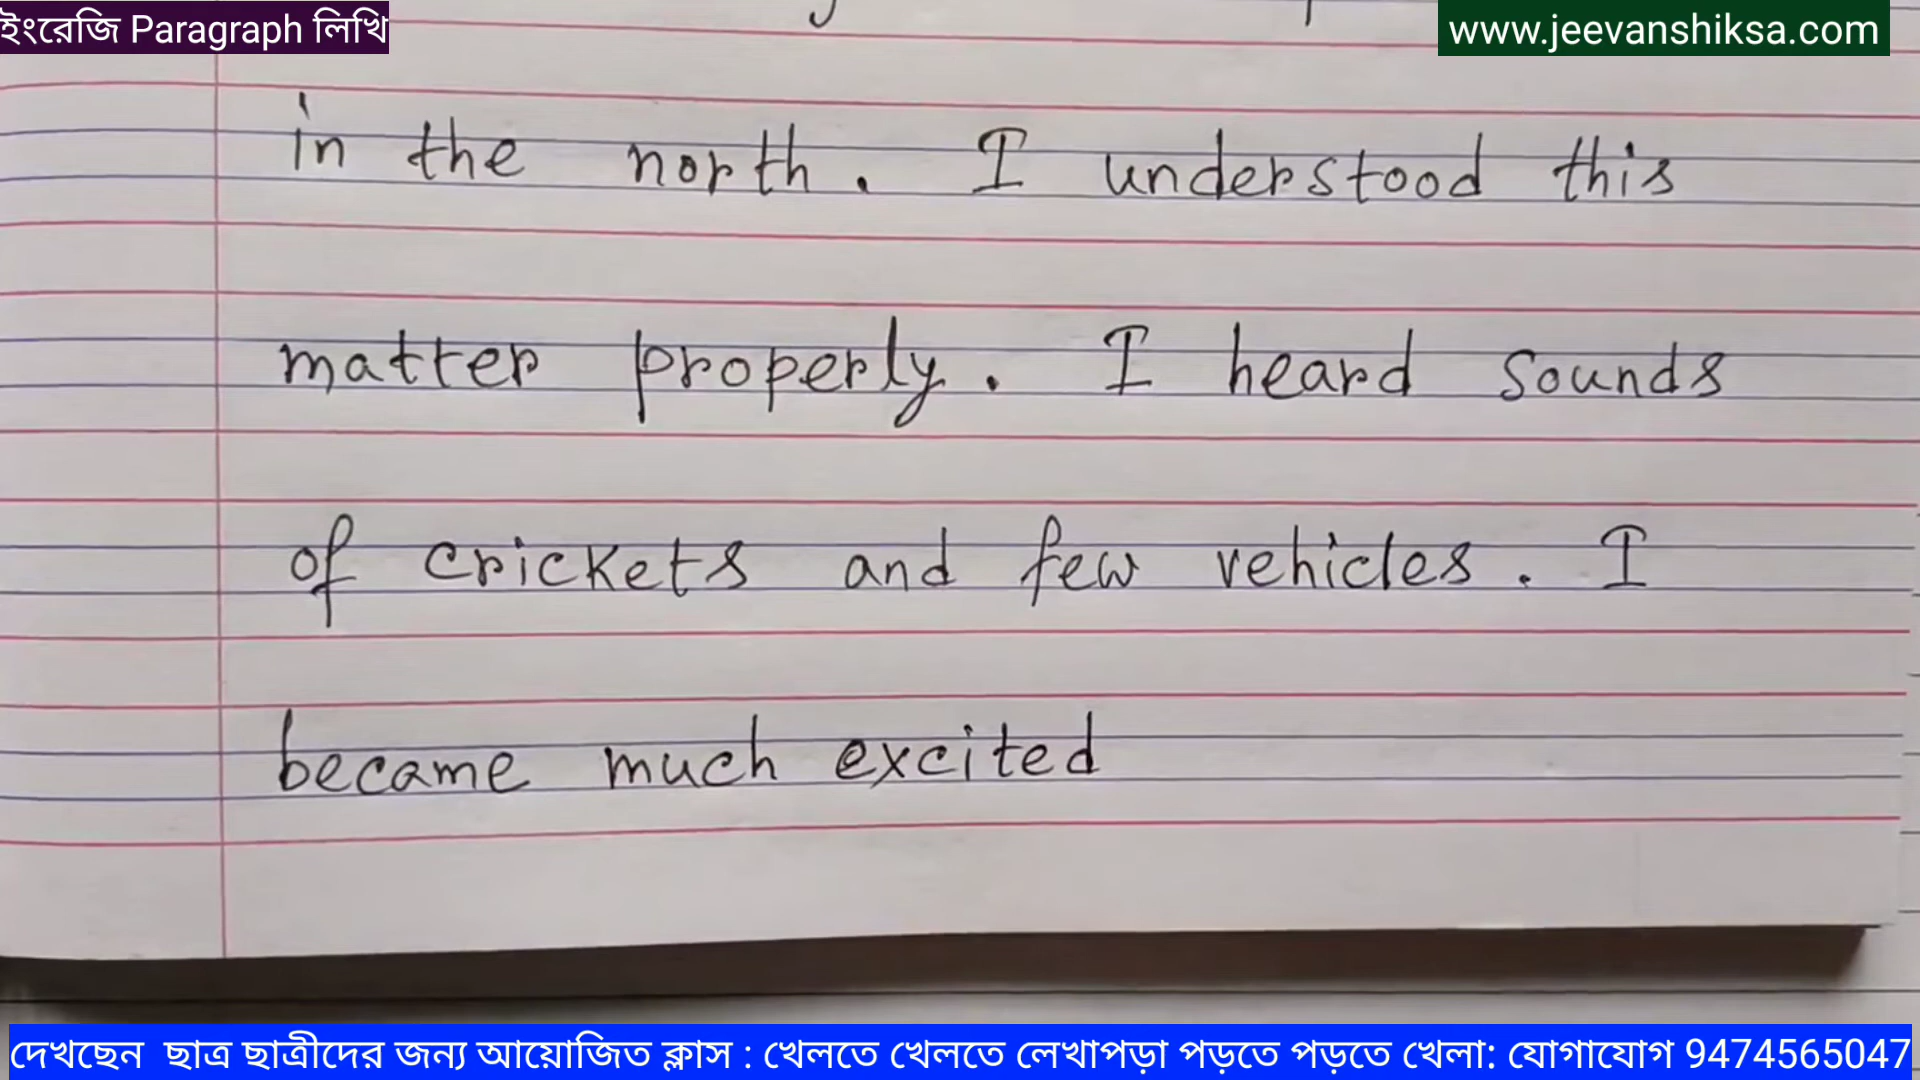 ইংরেজি Paragraph লিখি
www.jeevanshiksa.com
in the north. I understood this
matter properly. I heard sounds
of crickets and few vehicles. I
became much excited
দেখছেন ছাত্র ছাত্রীদের জন্য আয়োজিত ক্লাস : খেলতে খেলতে লেখাপড়া পড়তে পড়তে খেলা: যোগাযোগ 9474565047